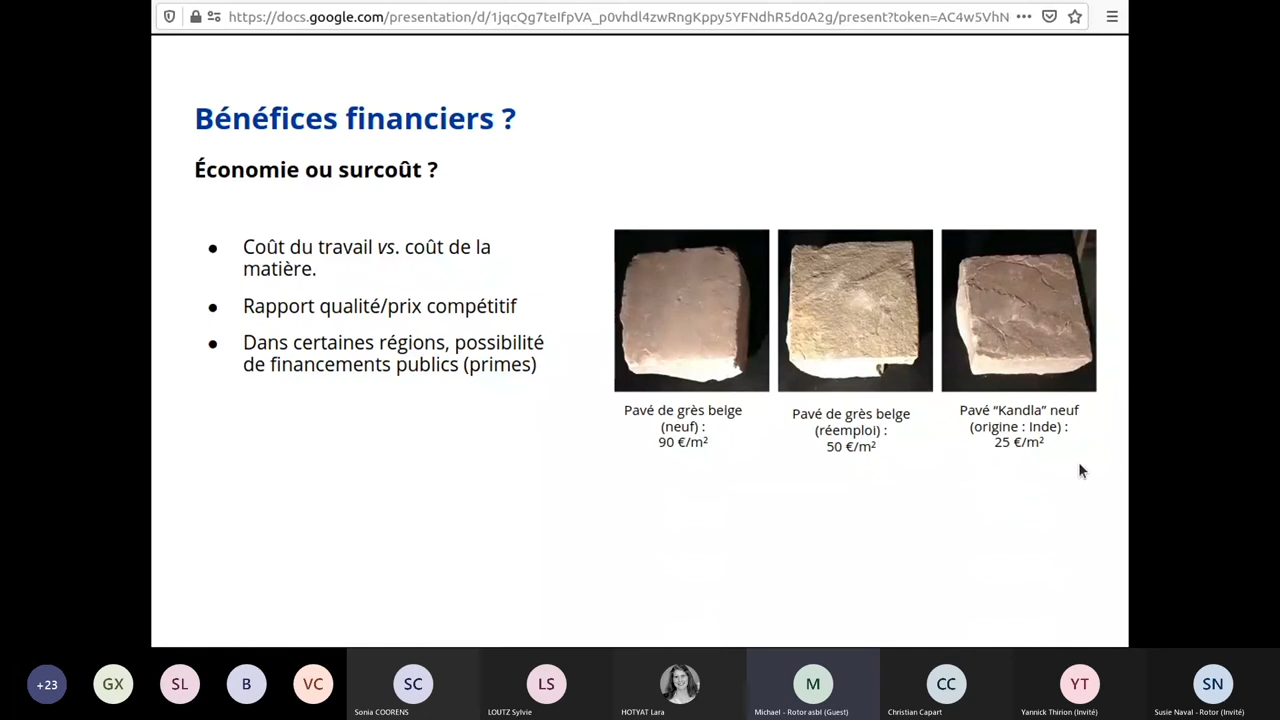 https://docs.google.com/presentation/d/1jqcQg7teIfpVA_p0vhdl4zwRngKppy5YFNdhR5d0A2g/present?token=AC4w5VhN
Bénéfices financiers ?
Économie ou surcoût ?
● Coût du travail vs. coût de la
matière.
● Rapport qualité/prix compétitif
● Dans certaines régions, possibilité
de financements publics (primes)
Pavé de grès belge
(neuf) :
90 €/m²
Pavé de grès belge
(réemploi) :
50 €/m²
Pavé “Kandla” neuf
(origine : Inde) :
25 €/m²
+23
GX
SL
B
VC
SC
Sonia COORENS
LS
LOUTZ Sylvie
HOTYAT Lara
M
Michael - Rotor asbl (Guest)
CC
Christian Capart
YT
Yannick Thirion (Invité)
SN
Susie Naval - Rotor (Invité)